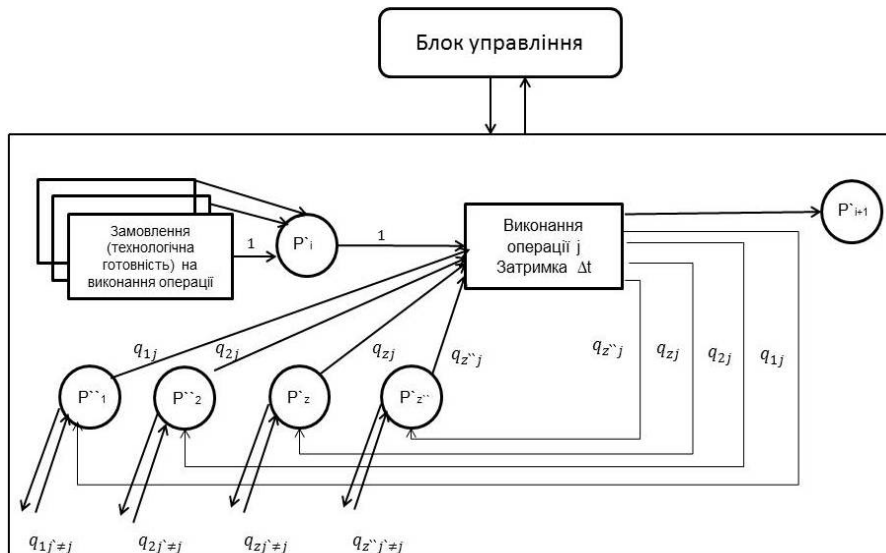 Блок управління
Замовлення
(технологічна
готовність) на
виконання операції
1
P`i
1
Виконання
операції j
Затримка Δt
P`i+1
q1j
q2j
qzj
qz``j
qz``j
qzj
q2j
q1j
P``1
P``2
P`z
P`z``
q1j`≠j
q2j`≠j
qzj`≠j
qz``j`≠j